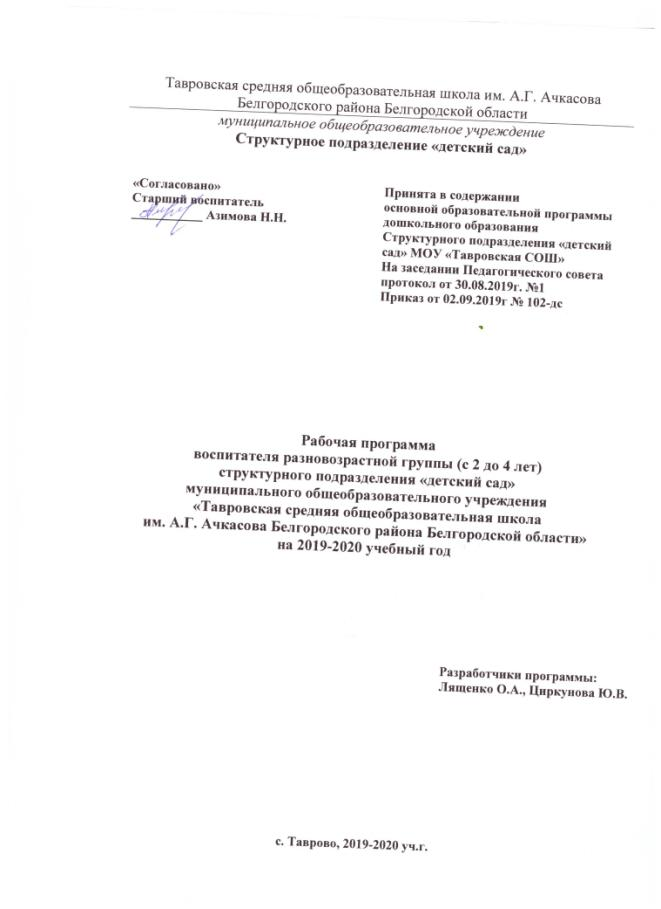 Тавровская средняя общеобразовательная школа им. А.Г. Ачкасова
Белгородского района Белгородской области
муниципальное общеобразовательное учреждение
Структурное подразделение «детский сад»
«Согласовано»
Старший воспитатель
Азимова Н.Н.
Принята в содержании
основной образовательной программы
дошкольного образования
Структурного подразделения «детский
сад» МОУ «Тавровская СОШ»
На заседании Педагогического совета
протокол от 30.08.2019г. №1
Приказ от 02.09.2019г № 102-дс
Рабочая программа
воспитателя разновозрастной группы (с 2 до 4 лет)
структурного подразделения «детский сад»
муниципального общеобразовательного учреждения
«Тавровская средняя общеобразовательная школа
им. А.Г. Ачкасова Белгородского района Белгородской области»
на 2019-2020 учебный год
Разработчики программы:
Лященко О.А., Циркунова Ю.В.
с. Таврово, 2019-2020 уч.г.